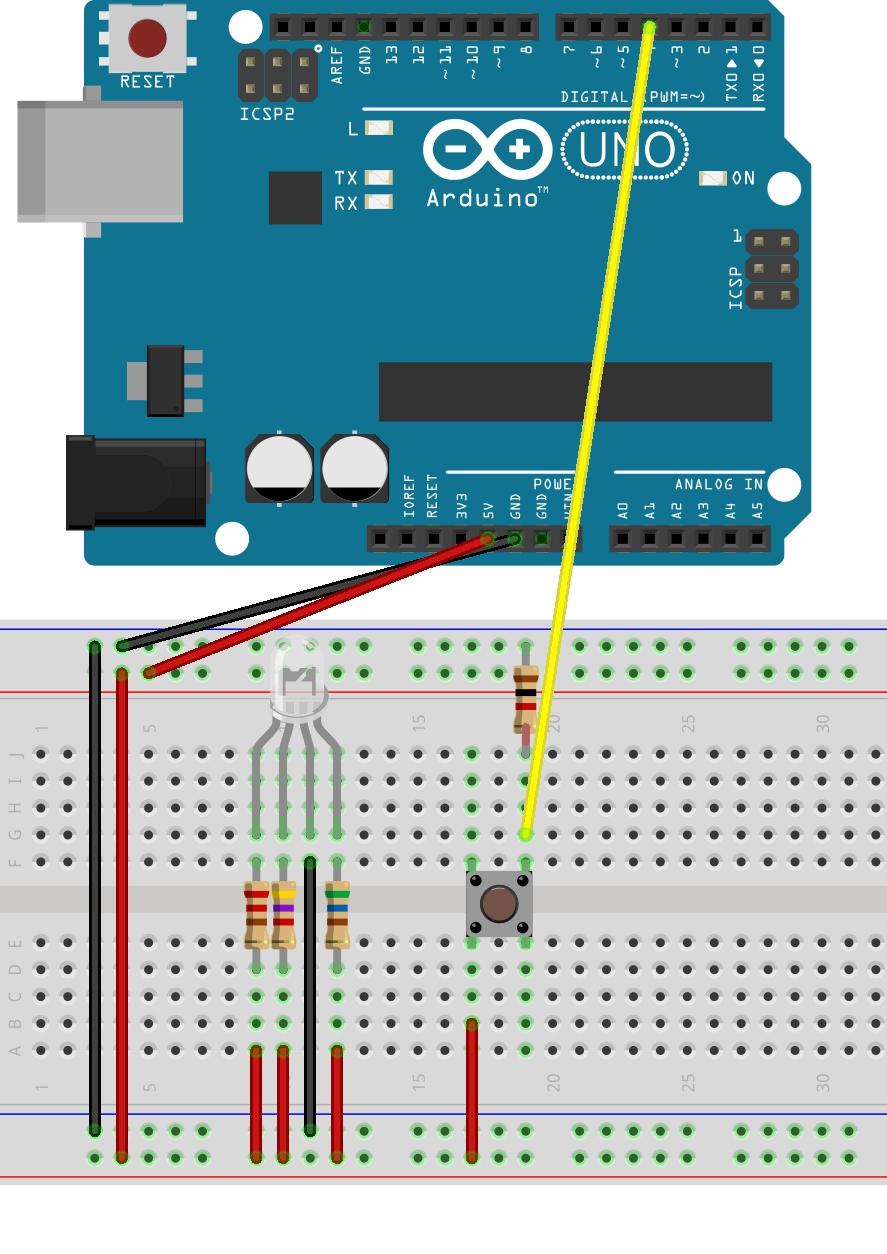 RESET
ICSP2
AREF
GND
13
12
~11
~10
~9
8
7
~6
~5
~3
2
TX0▶1
RX0◀0
DIGITAL (PWM=~)
L
TX
RX
UNO
Arduino™
ON
1
ICSP
IOREF
RESET
3V3
5V
GND
GND
VIN
POWER
ANALOG IN
A0
A1
A2
A3
A4
A5
1
5
15
20
25
30
J
I
H
G
F
E
D
C
B
A
1
5
15
20
25
30